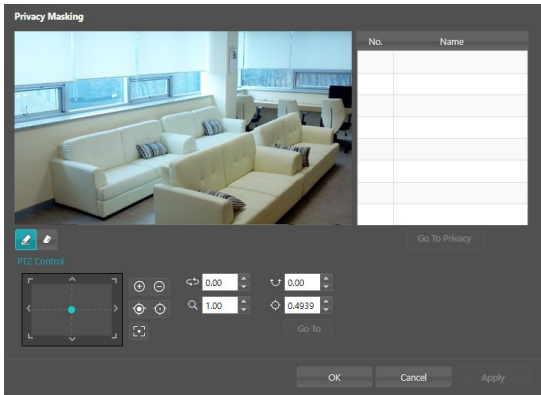 Privacy Masking
No. Name
Go To Privacy
PTZ Control
0.00 0.00
1.00 0.4939
Go To
OK Cancel Apply